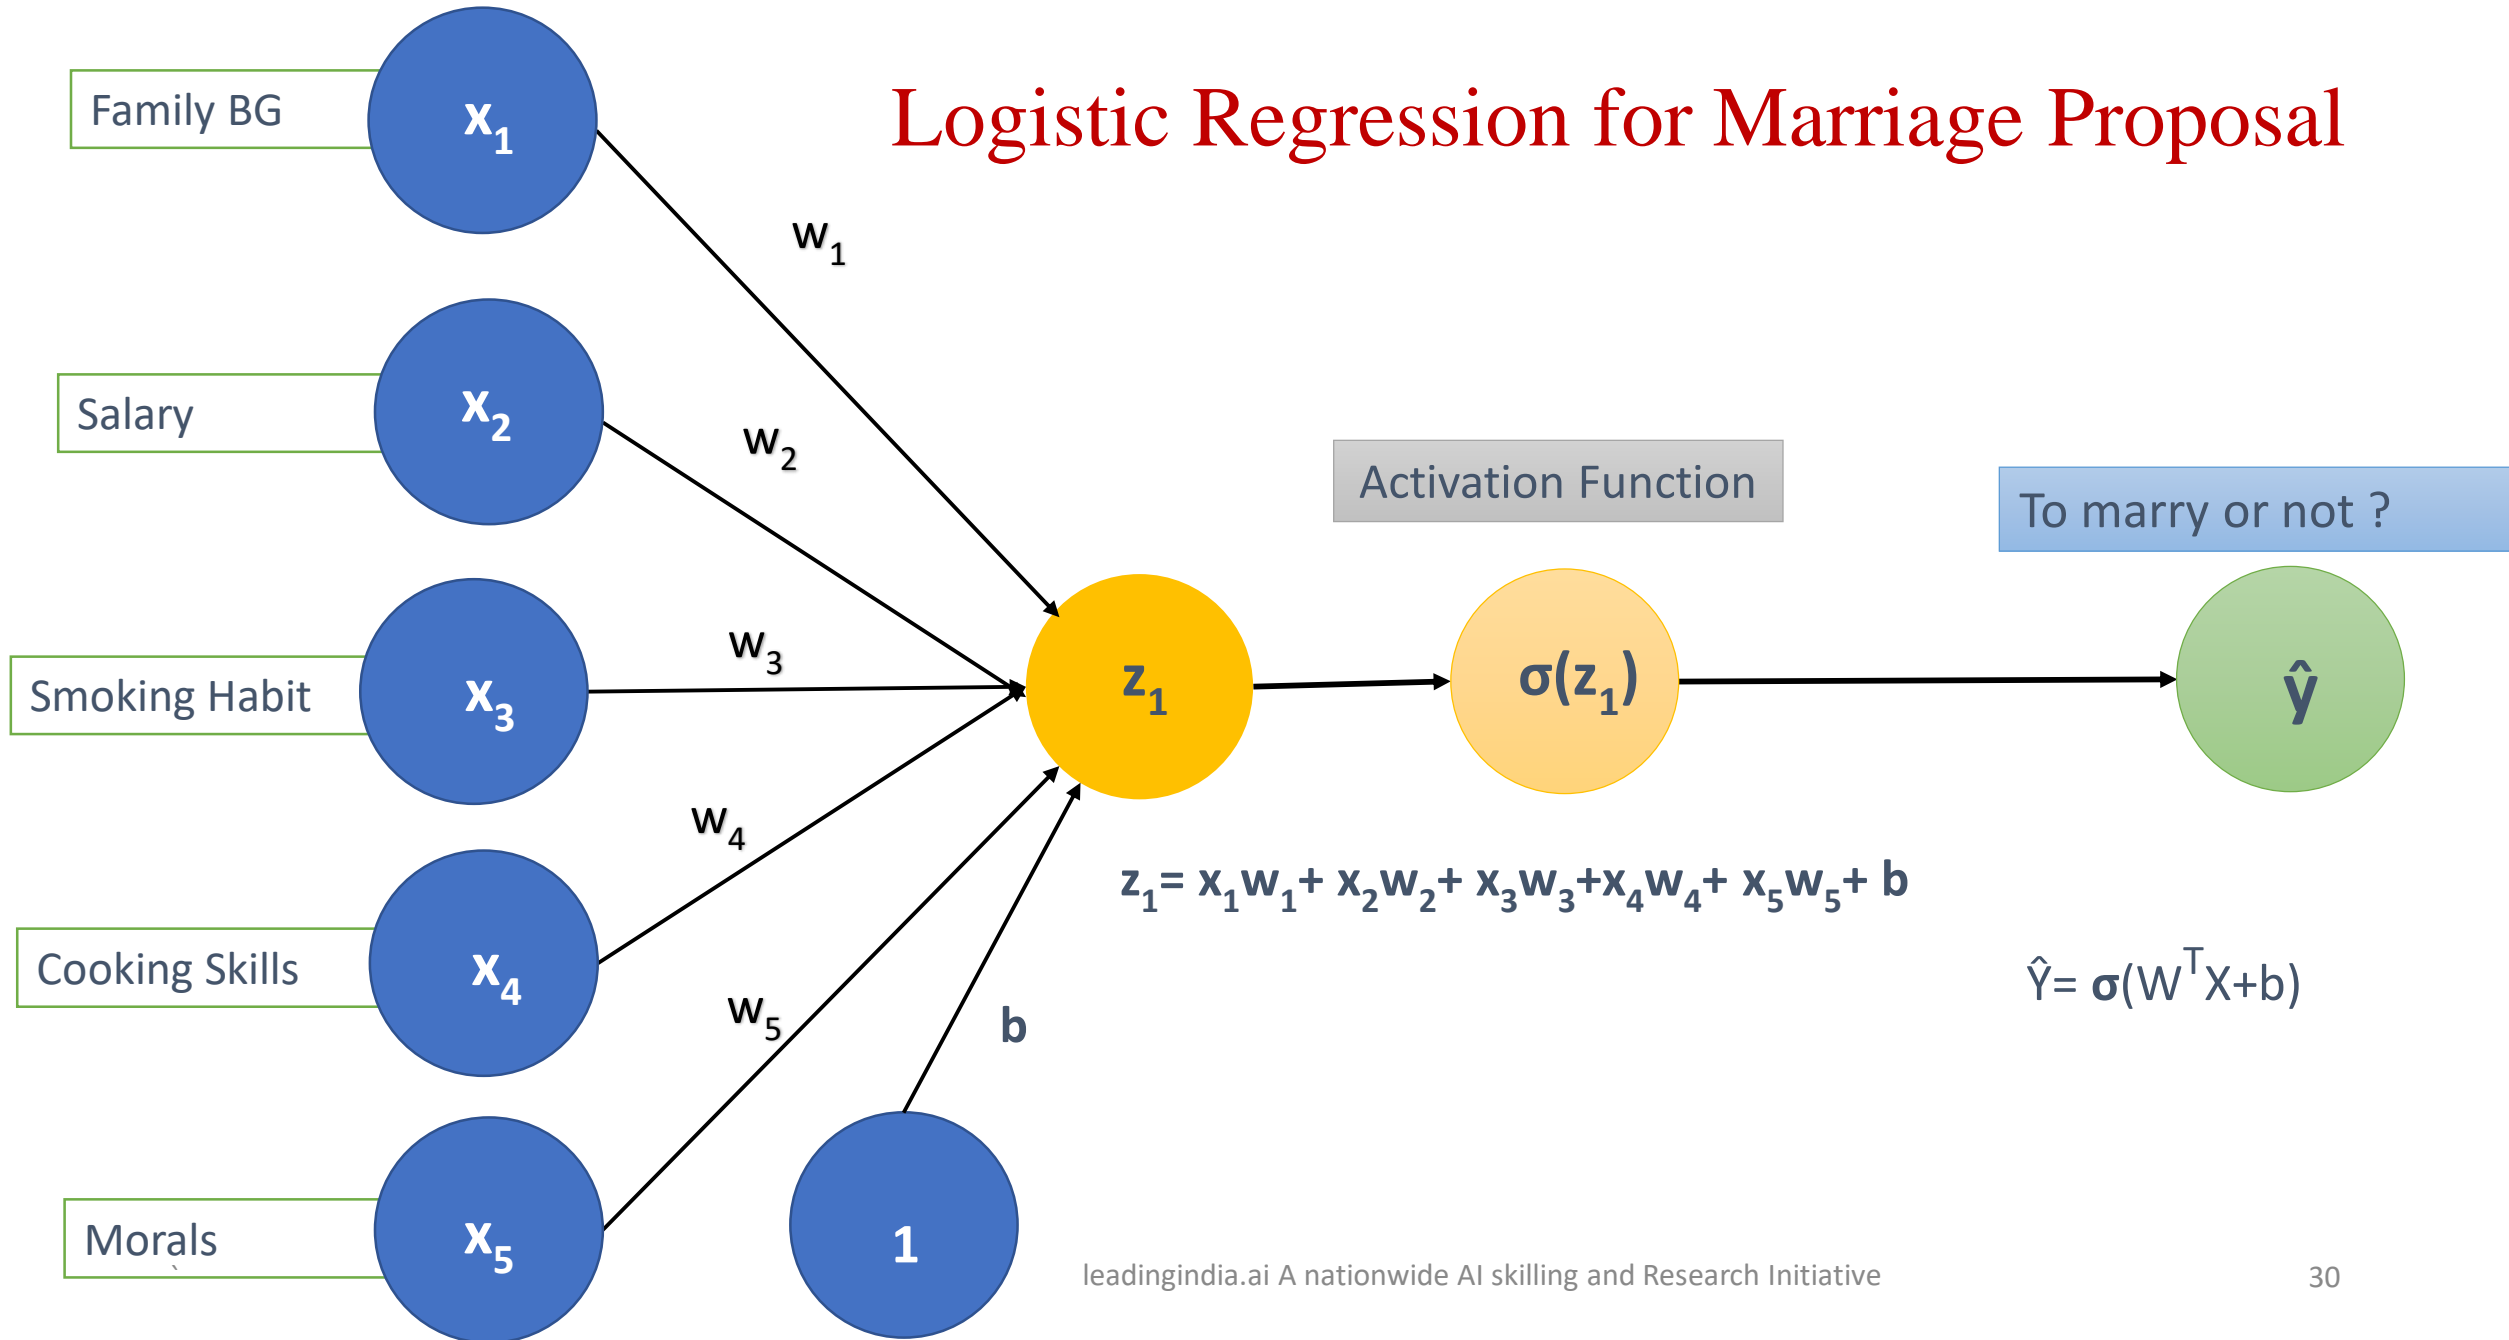 Logistic Regression for Marriage Proposal
Family BG
x₁
w₁
Salary
x₂
w₂
Activation Function
To marry or not ?
Smoking Habit
x₃
w₃
z₁
σ(z₁)
ŷ
w₄
z₁= x₁w₁+ x₂w₂+ x₃w₃+x₄w₄+ x₅w₅+ b
Cooking Skills
x₄
Ŷ= σ(WᵀX+b)
w₅
b
Morals
`
x₅
1
leadingindia.ai A nationwide AI skilling and Research Initiative
30